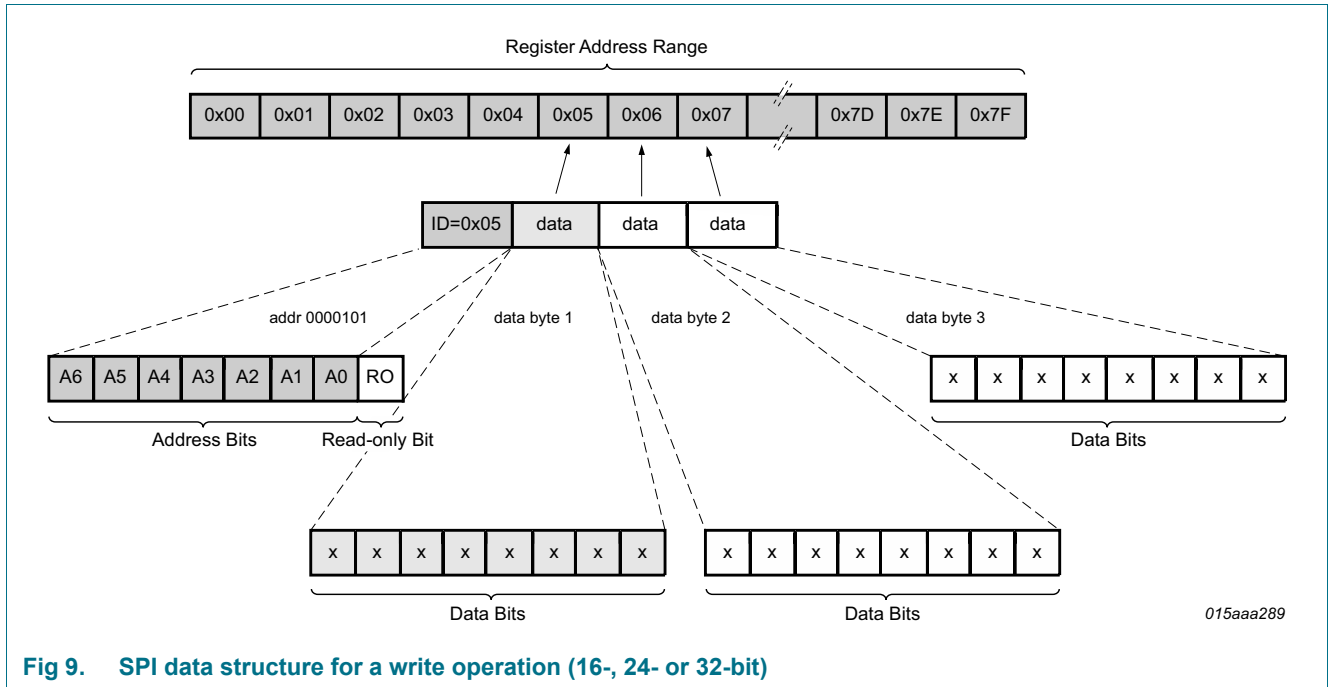 Register Address Range
0x00 0x01 0x02 0x03 0x04 0x05 0x06 0x07 0x7D 0x7E 0x7F
ID=0x05 data data data
addr 0000101 data byte 1 data byte 2 data byte 3
A6 A5 A4 A3 A2 A1 A0 RO x x x x x x x x
Address Bits Read-only Bit Data Bits
x x x x x x x x x x x x x x x x
Data Bits Data Bits 015aaa289
Fig 9. SPI data structure for a write operation (16-, 24- or 32-bit)